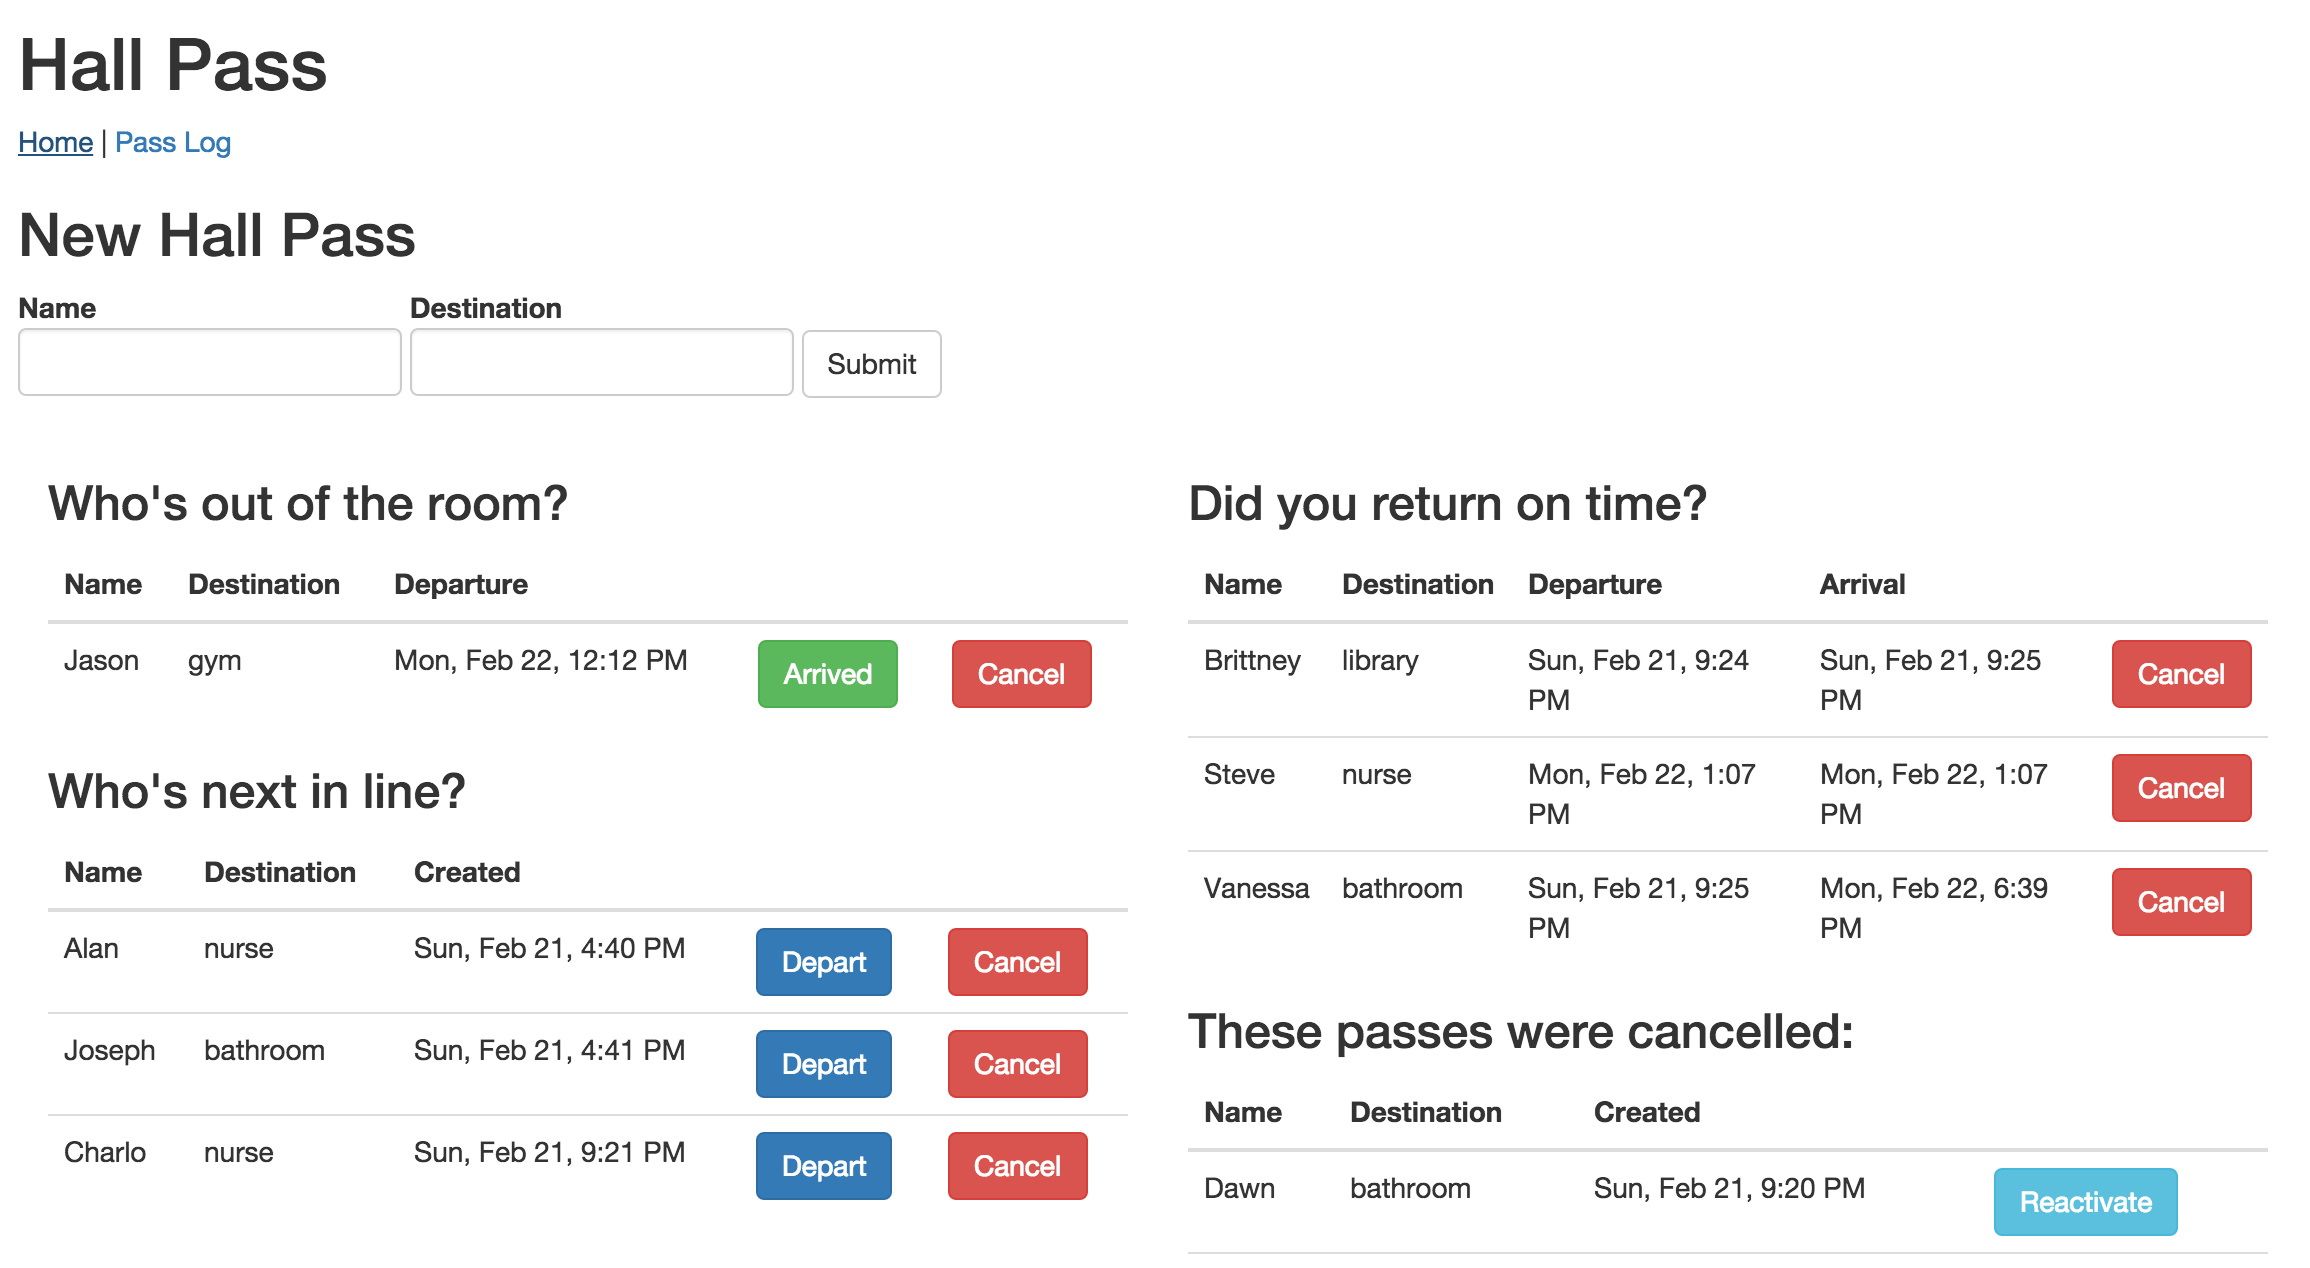 Hall Pass
Home | Pass Log
New Hall Pass
Name Destination
Submit
Who's out of the room?
Name Destination Departure
Jason gym Mon, Feb 22, 12:12 PM Arrived Cancel
Who's next in line?
Name Destination Created
Alan nurse Sun, Feb 21, 4:40 PM Depart Cancel
Joseph bathroom Sun, Feb 21, 4:41 PM Depart Cancel
Charlo nurse Sun, Feb 21, 9:21 PM Depart Cancel
Did you return on time?
Name Destination Departure Arrival
Brittney library Sun, Feb 21, 9:24 Sun, Feb 21, 9:25 Cancel
PM PM
Steve nurse Mon, Feb 22, 1:07 Mon, Feb 22, 1:07 Cancel
PM PM
Vanessa bathroom Sun, Feb 21, 9:25 Mon, Feb 22, 6:39 Cancel
PM PM
These passes were cancelled:
Name Destination Created
Dawn bathroom Sun, Feb 21, 9:20 PM Reactivate